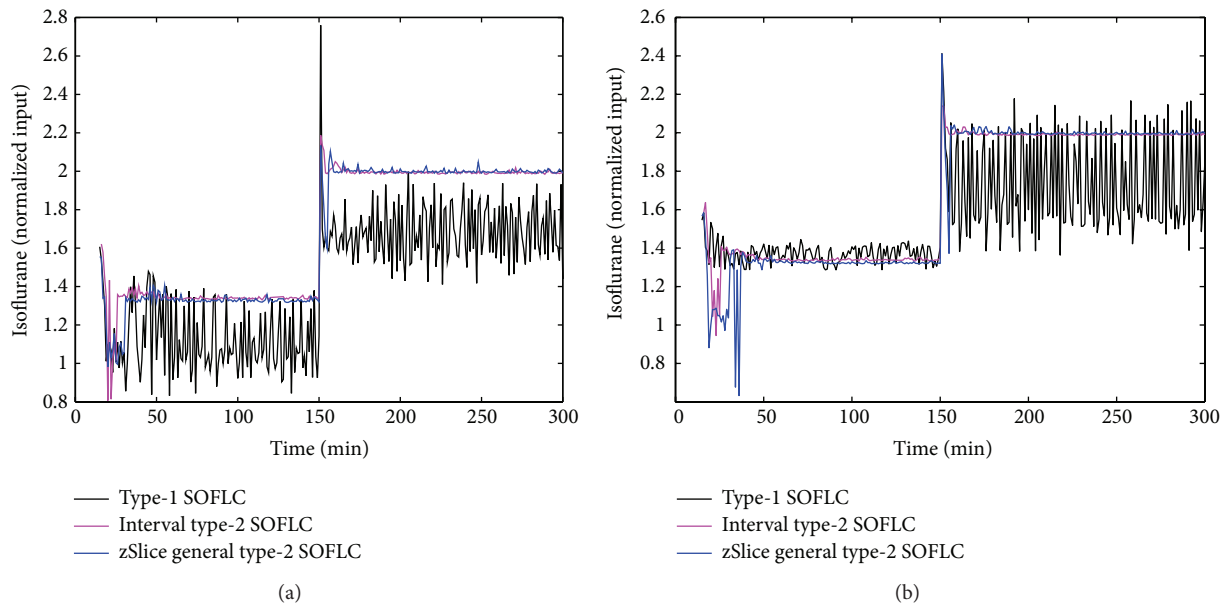 2.8
2.6
2.4
2.2
2
1.8
1.6
1.4
1.2
1
0.8
Isoflurane (normalized input)
0
50
100
150
200
250
300
Time (min)
Type-1 SOFLC
Interval type-2 SOFLC
zSlice general type-2 SOFLC
(a)
2.6
2.4
2.2
2
1.8
1.6
1.4
1.2
1
0.8
Isoflurane (normalized input)
0
50
100
150
200
250
300
Time (min)
Type-1 SOFLC
Interval type-2 SOFLC
zSlice general type-2 SOFLC
(b)